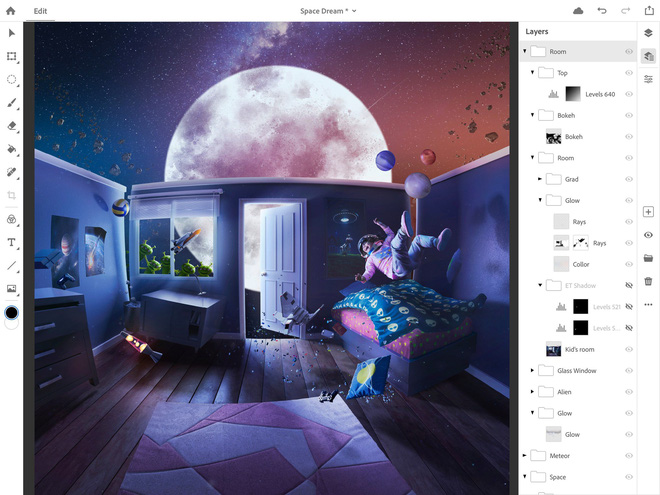 Edit
Space Dream *
Layers
Room
Top
Levels 640
Bokeh
Bokeh
Room
Grad
Glow
Rays
Rays
Collor
ET Shadow
Levels 521
Levels 5...
Kid's room
Glass Window
Alien
Glow
Glow
Meteor
Space